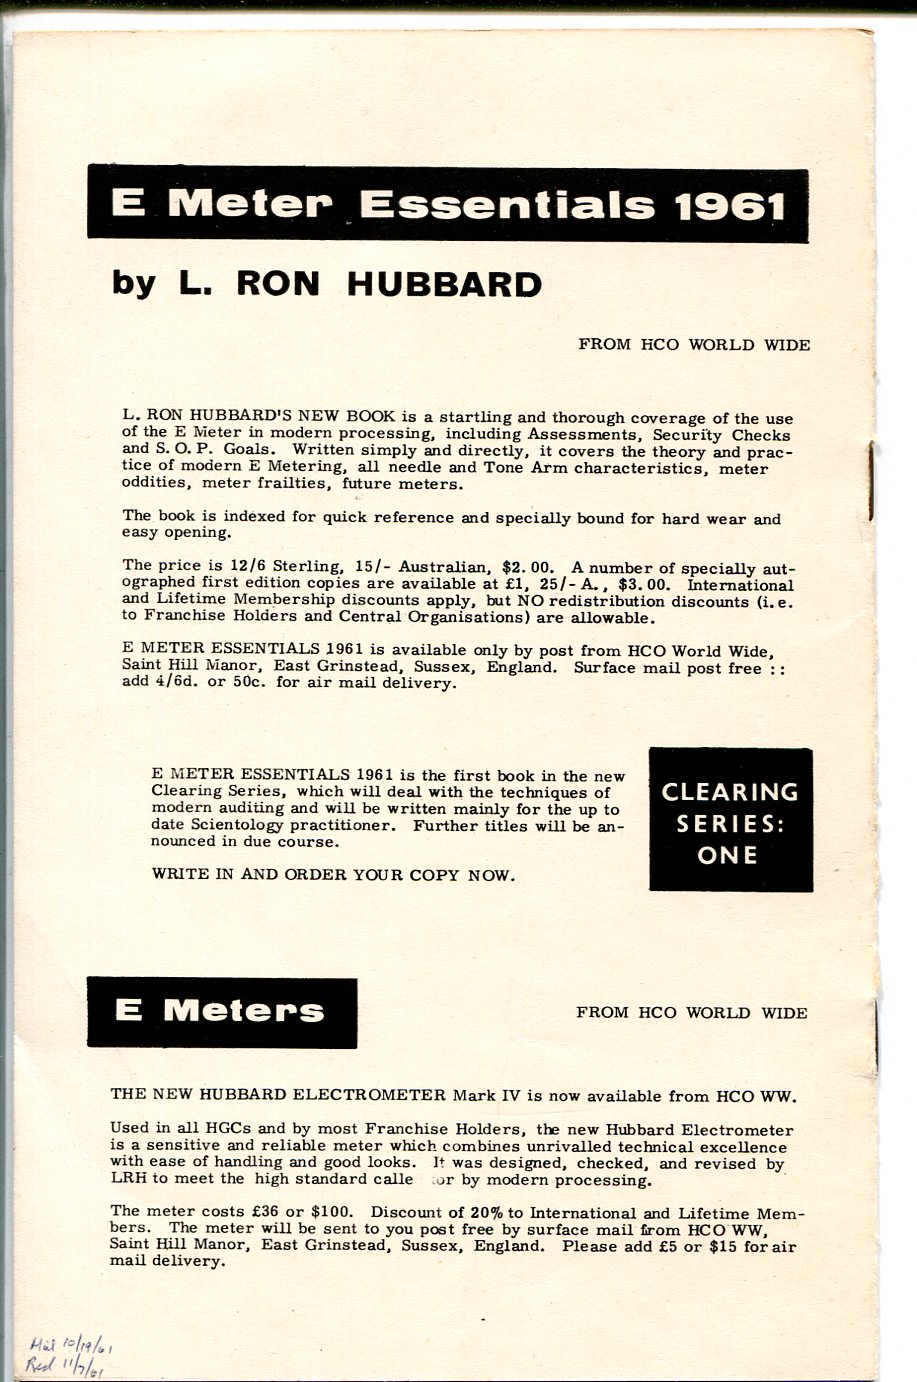 E Meter Essentials 1961
by L. RON HUBBARD
FROM HCO WORLD WIDE
L. RON HUBBARD'S NEW BOOK is a startling and thorough coverage of the use
of the E Meter in modern processing, including Assessments, Security Checks
and S. O. P. Goals. Written simply and directly, it covers the theory and prac-
tice of modern E Metering, all needle and Tone Arm characteristics, meter
oddities, meter frailties, future meters.
The book is indexed for quick reference and specially bound for hard wear and
easy opening.
The price is 12/6 Sterling, 15/- Australian, $2.00. A number of specially aut-
ographed first edition copies are available at £1, 25/- A., $3.00. International
and Lifetime Membership discounts apply, but NO redistribution discounts (i.e.
to Franchise Holders and Central Organisations) are allowable.
E METER ESSENTIALS 1961 is available only by post from HCO World Wide,
Saint Hill Manor, East Grinstead, Sussex, England. Surface mail post free ::
add 4/6d. or 50c. for air mail delivery.
E METER ESSENTIALS 1961 is the first book in the new
Clearing Series, which will deal with the techniques of
modern auditing and will be written mainly for the up to
date Scientology practitioner. Further titles will be an-
nounced in due course.
WRITE IN AND ORDER YOUR COPY NOW.
CLEARING
SERIES:
ONE
E Meters
FROM HCO WORLD WIDE
THE NEW HUBBARD ELECTROMETER Mark IV is now available from HCO WW.
Used in all HGCs and by most Franchise Holders, the new Hubbard Electrometer
is a sensitive and reliable meter which combines unrivalled technical excellence
with ease of handling and good looks. It was designed, checked, and revised by
LRH to meet the high standard calle or by modern processing.
The meter costs £36 or $100. Discount of 20% to International and Lifetime Mem-
bers. The meter will be sent to you post free by surface mail from HCO WW,
Saint Hill Manor, East Grinstead, Sussex, England. Please add £5 or $15 for air
mail delivery.
10/19/61
Recd 11/7/61